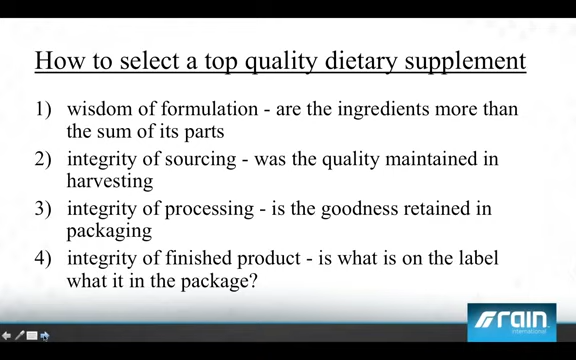 How to select a top quality dietary supplement
1) wisdom of formulation - are the ingredients more than
the sum of its parts
2) integrity of sourcing - was the quality maintained in
harvesting
3) integrity of processing - is the goodness retained in
packaging
4) integrity of finished product - is what is on the label
what it in the package?
rain
international